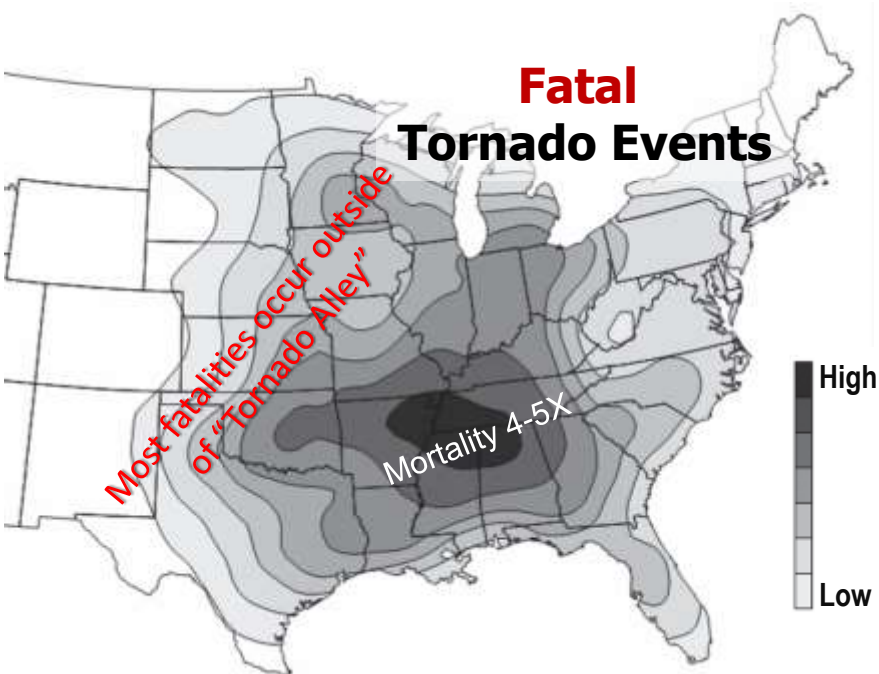 Fatal
Tornado Events
Most fatalities occur outside
of “Tornado Alley”
Mortality 4-5X
High
Low